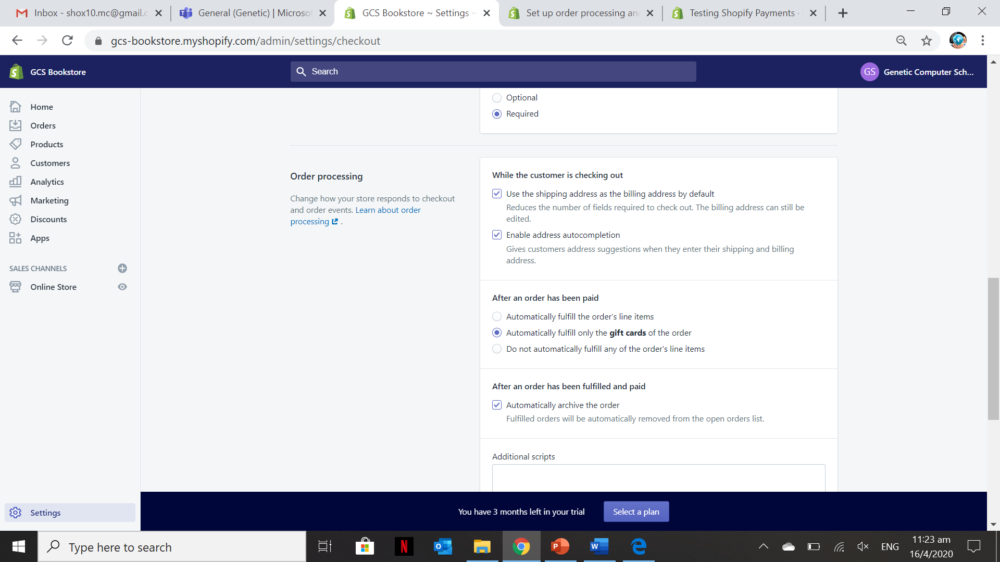 Inbox - shox10.mc@gmail.c
General (Genetic) | Microsof
GCS Bookstore ~ Settings ~
Set up order processing an
Testing Shopify Payments ·
gcs-bookstore.myshopify.com/admin/settings/checkout
GCS Bookstore
Search
GS
Genetic Computer Sch...
Home
Orders
Products
Customers
Analytics
Marketing
Discounts
Apps
SALES CHANNELS
Online Store
Settings
Optional
Required
Order processing
Change how your store responds to checkout
and order events. Learn about order
processing .
While the customer is checking out
Use the shipping address as the billing address by default
Reduces the number of fields required to check out. The billing address can still be
edited.
Enable address autocompletion
Gives customers address suggestions when they enter their shipping and billing
address.
After an order has been paid
Automatically fulfill the order's line items
Automatically fulfill only the gift cards of the order
Do not automatically fulfill any of the order's line items
After an order has been fulfilled and paid
Automatically archive the order
Fulfilled orders will be automatically removed from the open orders list.
Additional scripts
You have 3 months left in your trial
Select a plan
Type here to search
ENG
11:23 am
16/4/2020